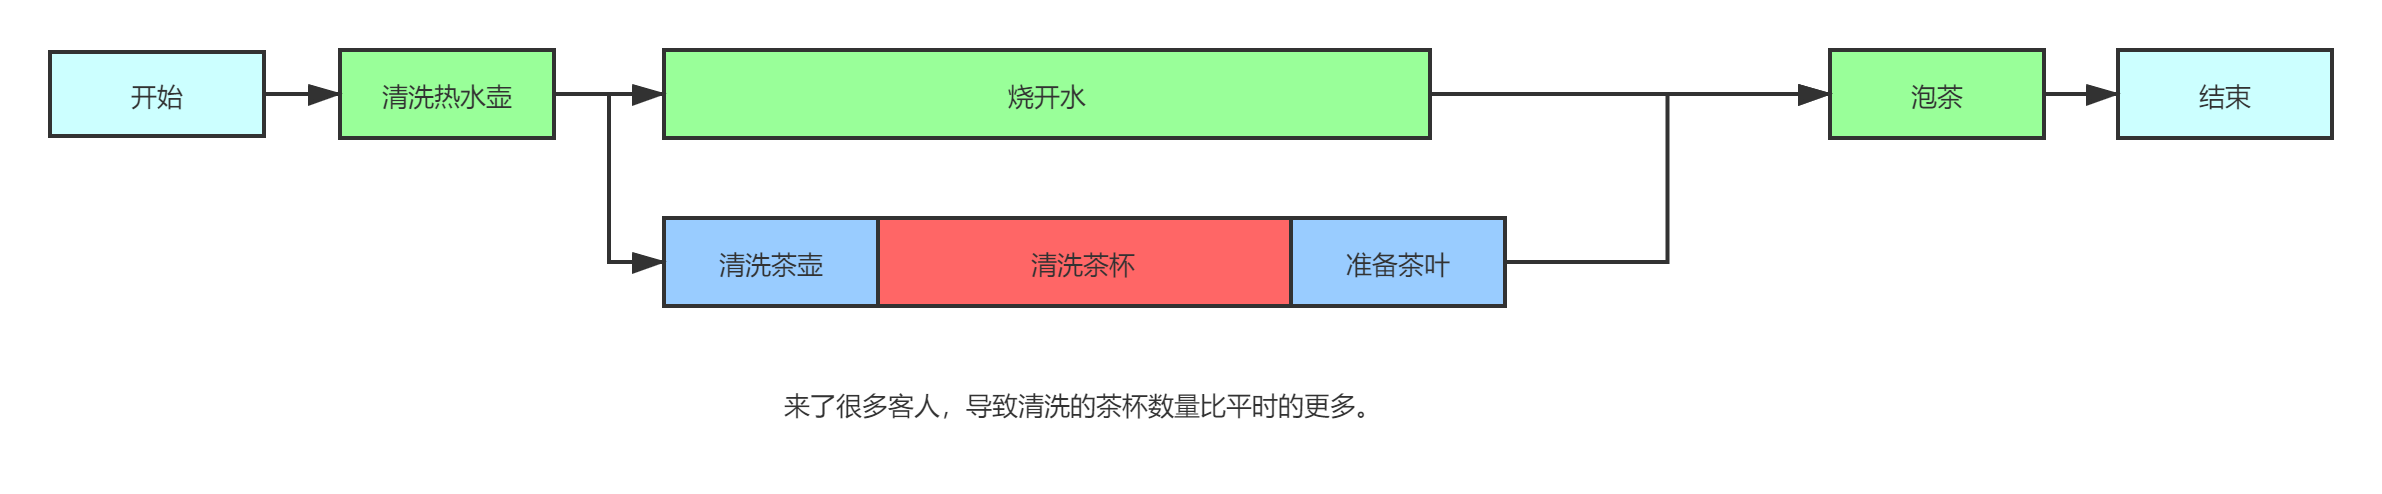 开始
清洗热水壶
烧开水
泡茶
结束
清洗茶壶
清洗茶杯
准备茶叶
来了很多客人，导致清洗的茶杯数量比平时的更多。